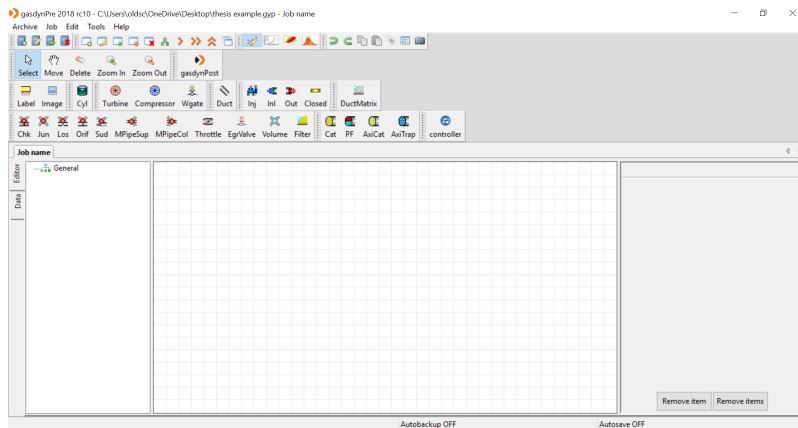 gasdynPre 2018 rc10 - C:\Users\oldsc\OneDrive\Desktop\thesis example.gyp - Job name
Archive Job Edit Tools Help
Select Move Delete Zoom In Zoom Out gasdynPost
Label Image Cyl Turbine Compressor Wgate Duct Inj Inl Out Closed DuctMatrix
Chk Jun Los Orif Sud MPipeSup MPipeCol Throttle EgrValve Volume Filter Cat PF AxiCat AxiTrap controller
Job name
Editor
General
Data
Remove item Remove items
Autobackup OFF Autosave OFF